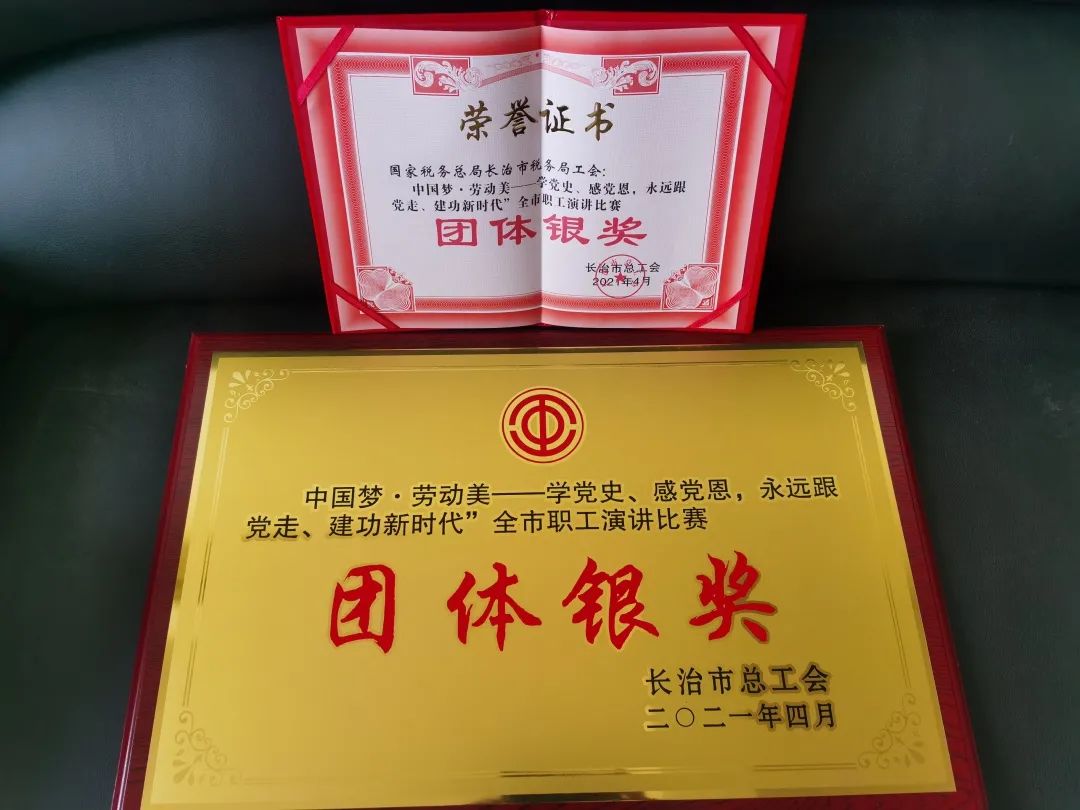 荣誉证书
国家税务总局长治市税务局工会：
中国梦·劳动美——学党史、感党恩，永远跟
党走、建功新时代”全市职工演讲比赛
团体银奖
长治市总工会
2021年4月
中国梦·劳动美——学党史、感党恩，永远跟
党走、建功新时代”全市职工演讲比赛
团体银奖
长治市总工会
二〇二一年四月